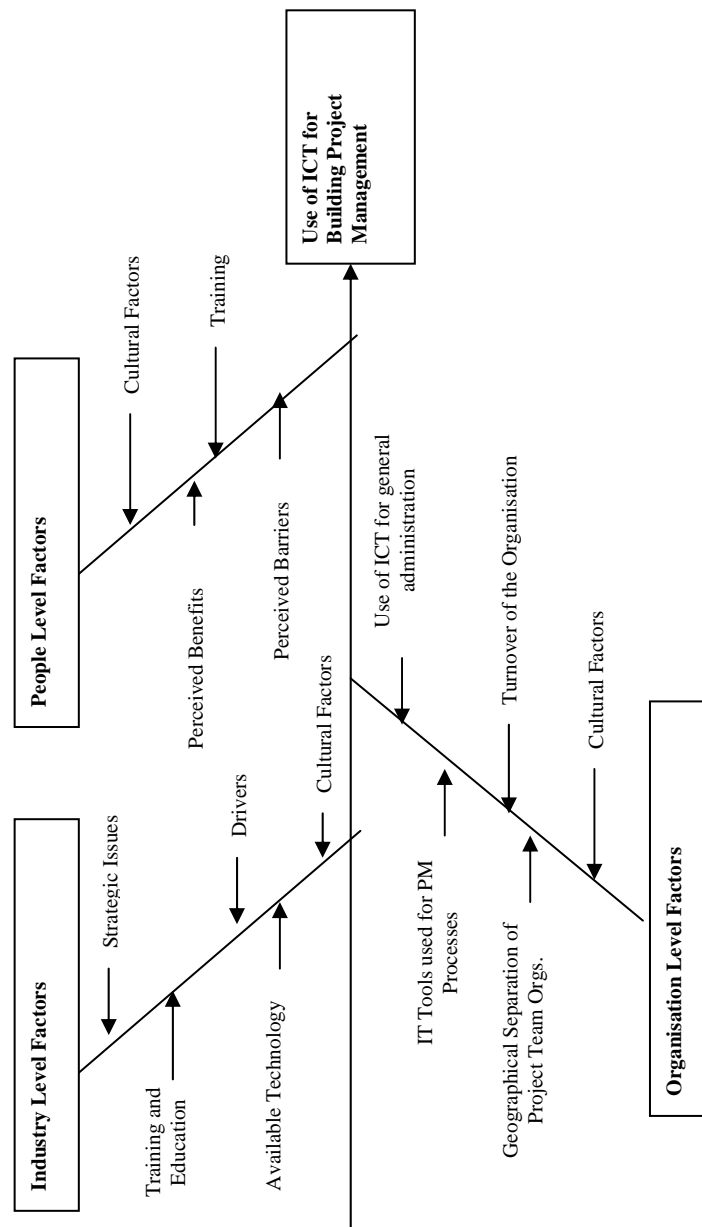 Industry Level Factors
People Level Factors
Strategic Issues
Training and
Education
Drivers
Available Technology
Cultural Factors
Cultural Factors
Perceived Benefits
Training
Perceived Barriers
Use of ICT for
Building Project
Management
Use of ICT for general
administration
IT Tools used for PM
Processes
Turnover of the Organisation
Geographical Separation of
Project Team Orgs.
Cultural Factors
Organisation Level Factors